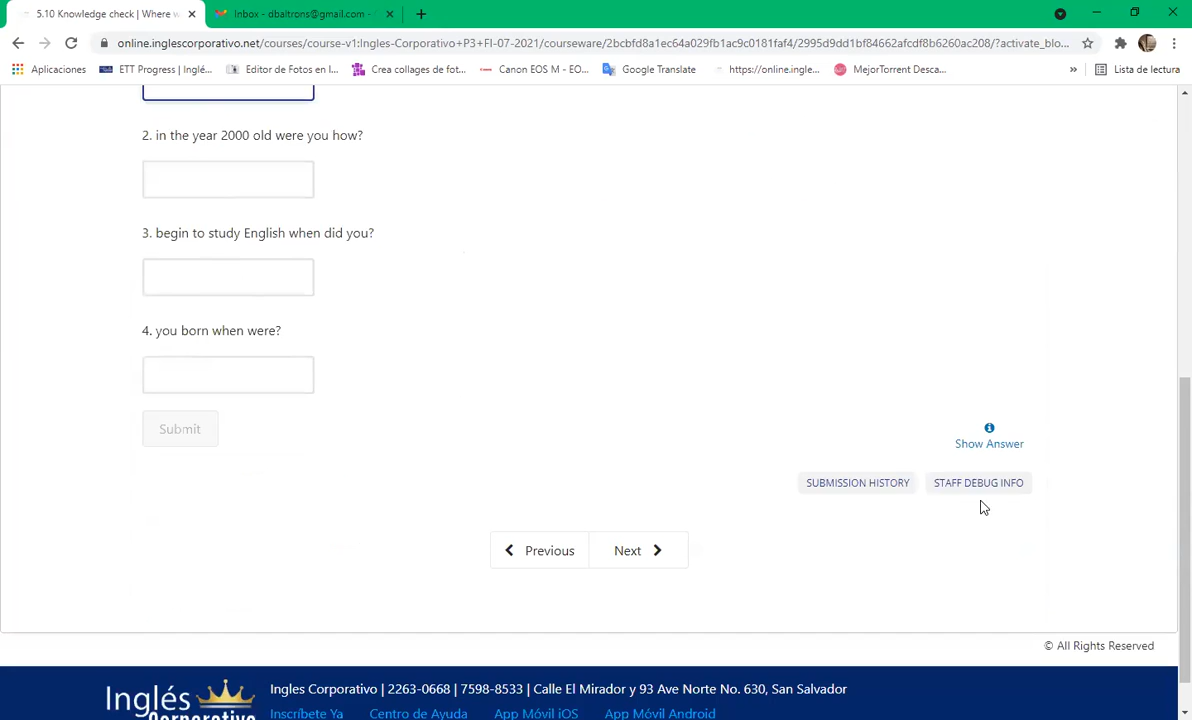 5.10 Knowledge check | Where w
Inbox - dbaltrons@gmail.com -
online.inglescorporativo.net/courses/course-v1:Ingles-Corporativo+P3+FI-07-2021/courseware/2bcbfd8a1ec64a029fb1ac9c0181faf4/2995d9dd1bf84662afcdf8b6260ac208/?activate_blo...
Aplicaciones ETT Progress | Inglé... Editor de Fotos en l... Crea collages de fot... Canon EOS M - EO... Google Translate https://online.ingle... MejorTorrent Desca... » Lista de lectura
2. in the year 2000 old were you how?
3. begin to study English when did you?
4. you born when were?
Submit
Show Answer
SUBMISSION HISTORY STAFF DEBUG INFO
Previous Next
© All Rights Reserved
Inglés Corporativo
Ingles Corporativo | 2263-0668 | 7598-8533 | Calle El Mirador y 93 Ave Norte No. 630, San Salvador
Inscríbete Ya Centro de Ayuda App Móvil iOS App Móvil Android